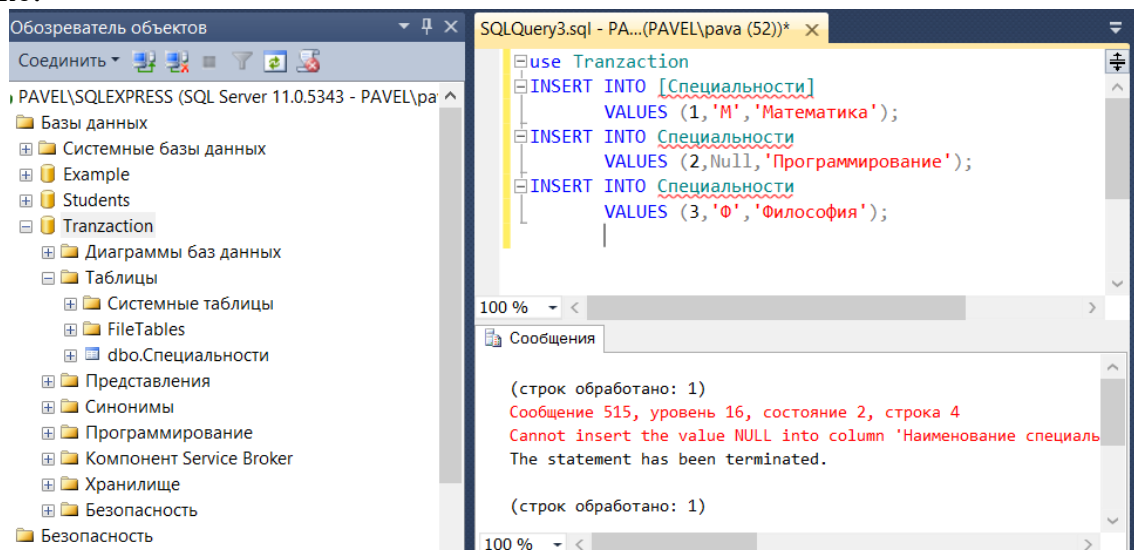 Обозреватель объектов
Соединить
PAVEL\SQLEXPRESS (SQL Server 11.0.5343 - PAVEL\pa
Базы данных
Системные базы данных
Example
Students
Tranzaction
Диаграммы баз данных
Таблицы
Системные таблицы
FileTables
dbo.Специальности
Представления
Синонимы
Программирование
Компонент Service Broker
Хранилище
Безопасность
Безопасность
SQLQuery3.sql - PA...(PAVEL\pava (52))*
use Tranzaction
INSERT INTO [Специальности]
VALUES (1,'М','Математика');
INSERT INTO Специальности
VALUES (2,Null,'Программирование');
INSERT INTO Специальности
VALUES (3,'Ф','Философия');
100 %
Сообщения
(строк обработано: 1)
Сообщение 515, уровень 16, состояние 2, строка 4
Cannot insert the value NULL into column 'Наименование специаль
The statement has been terminated.
(строк обработано: 1)
100 %